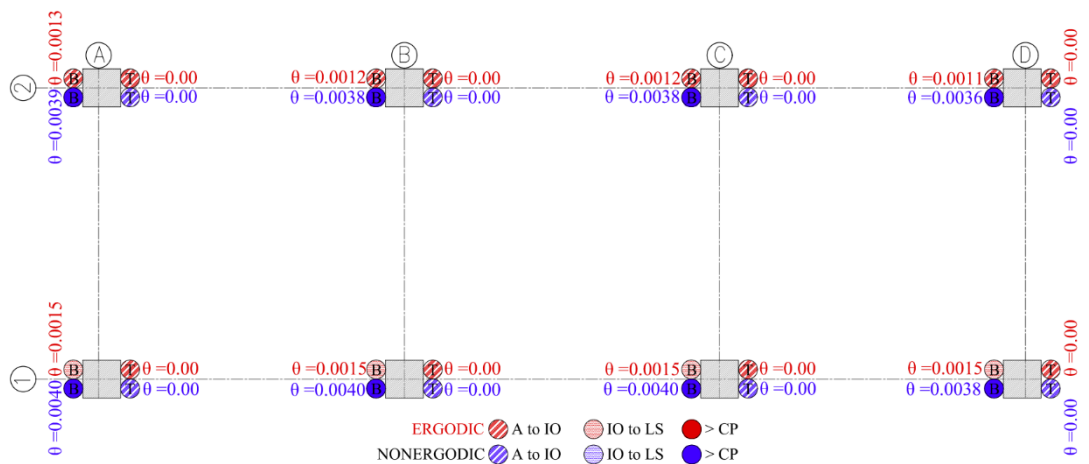 θ =0.0013
θ =0.0039
A
B
C
D
2
B T θ =0.00
θ =0.0012 B T θ =0.00
θ =0.0012 B T θ =0.00
θ =0.0011 B T
θ =0.00
B T θ =0.00
θ =0.0038 B T θ =0.00
θ =0.0038 B T θ =0.00
θ =0.0036 B T
θ =0.00
θ =0.0015
θ =0.0040
1
B T θ =0.00
θ =0.0015 B T θ =0.00
θ =0.0015 B T θ =0.00
θ =0.0015 B T
θ =0.00
B T θ =0.00
θ =0.0040 B T θ =0.00
θ =0.0040 B T θ =0.00
θ =0.0038 B T
θ =0.00
ERGODIC A to IO IO to LS > CP
NONERGODIC A to IO IO to LS > CP